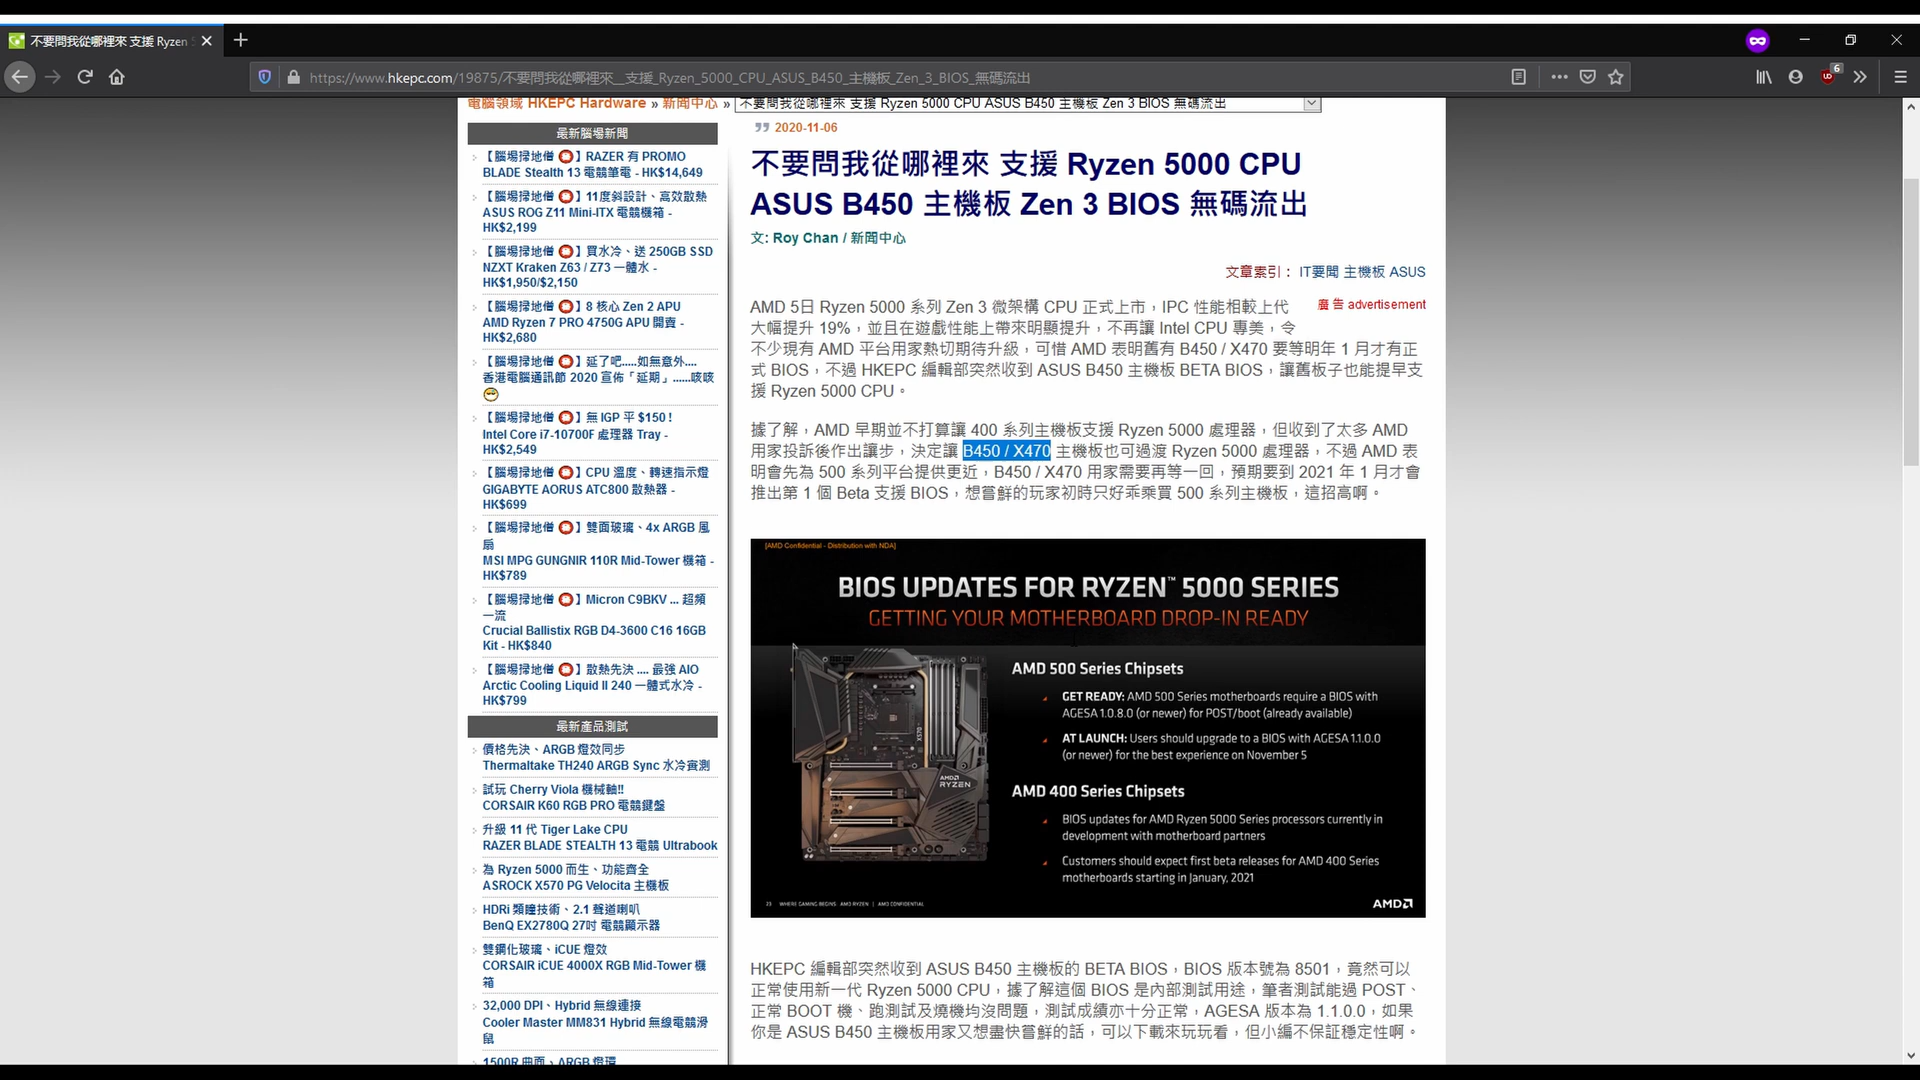 不要問我從哪裡來 支援 Ryzen 5
https://www.hkepc.com/19875/不要問我從哪裡來__支援_Ryzen_5000_CPU_ASUS_B450_主機板_Zen_3_BIOS_無碼流出
6
電腦領域 HKEPC Hardware » 新聞中心 » 不要問我從哪裡來 支援 Ryzen 5000 CPU ASUS B450 主機板 Zen 3 BIOS 無碼流出
最新腦場新聞
【腦場掃地僧】RAZER 有 PROMO
BLADE Stealth 13 電競筆電 - HK$14,649
【腦場掃地僧】11度斜設計、高效散熱
ASUS ROG Z11 Mini-ITX 電競機箱 -
HK$2,199
【腦場掃地僧】買水冷、送 250GB SSD
NZXT Kraken Z63 / Z73 一體水 -
HK$1,950/$2,150
【腦場掃地僧】8 核心 Zen 2 APU
AMD Ryzen 7 PRO 4750G APU 開賣 -
HK$2,680
【腦場掃地僧】延了吧.....如無意外....
香港電腦通訊節 2020 宣佈「延期」......咳咳
【腦場掃地僧】無 IGP 平 $150 !
Intel Core i7-10700F 處理器 Tray -
HK$2,549
【腦場掃地僧】CPU 溫度、轉速指示燈
GIGABYTE AORUS ATC800 散熱器 -
HK$699
【腦場掃地僧】雙面玻璃、4x ARGB 風
扇
MSI MPG GUNGNIR 110R Mid-Tower 機箱 -
HK$789
【腦場掃地僧】Micron C9BKV ... 超頻
一流
Crucial Ballistix RGB D4-3600 C16 16GB
Kit - HK$840
【腦場掃地僧】散熱先決 .... 最強 AIO
Arctic Cooling Liquid II 240 一體式水冷 -
HK$799
最新產品測試
價格先決、ARGB 燈效同步
Thermaltake TH240 ARGB Sync 水冷實測
試玩 Cherry Viola 機械軸!!
CORSAIR K60 RGB PRO 電競鍵盤
升級 11 代 Tiger Lake CPU
RAZER BLADE STEALTH 13 電競 Ultrabook
為 Ryzen 5000 而生、功能齊全
ASROCK X570 PG Velocita 主機板
HDRi 類瞳技術、2.1 聲道喇叭
BenQ EX2780Q 27吋 電競顯示器
雙鋼化玻璃、iCUE 燈效
CORSAIR iCUE 4000X RGB Mid-Tower 機
箱
32,000 DPI、Hybrid 無線連接
Cooler Master MM831 Hybrid 無線電競滑
鼠
1500R 曲面、ARGB 燈環
2020-11-06
不要問我從哪裡來 支援 Ryzen 5000 CPU
ASUS B450 主機板 Zen 3 BIOS 無碼流出
文: Roy Chan / 新聞中心
文章索引： IT要聞 主機板 ASUS
廣 告 advertisement
AMD 5日 Ryzen 5000 系列 Zen 3 微架構 CPU 正式上市，IPC 性能相較上代
大幅提升 19%，並且在遊戲性能上帶來明顯提升，不再讓 Intel CPU 專美，令
不少現有 AMD 平台用家熱切期待升級，可惜 AMD 表明舊有 B450 / X470 要等明年 1 月才有正
式 BIOS，不過 HKEPC 編輯部突然收到 ASUS B450 主機板 BETA BIOS，讓舊板子也能提早支
援 Ryzen 5000 CPU。
據了解，AMD 早期並不打算讓 400 系列主機板支援 Ryzen 5000 處理器，但收到了太多 AMD
用家投訴後作出讓步，決定讓 B450 / X470 主機板也可過渡 Ryzen 5000 處理器，不過 AMD 表
明會先為 500 系列平台提供更近，B450 / X470 用家需要再等一回，預期要到 2021 年 1 月才會
推出第 1 個 Beta 支援 BIOS，想嘗鮮的玩家初時只好乖乘買 500 系列主機板，這招高啊。
[AMD Confidential - Distribution with NDA]
BIOS UPDATES FOR RYZEN™ 5000 SERIES
GETTING YOUR MOTHERBOARD DROP-IN READY
AMD 500 Series Chipsets
GET READY: AMD 500 Series motherboards require a BIOS with
AGESA 1.0.8.0 (or newer) for POST/boot (already available)
AT LAUNCH: Users should upgrade to a BIOS with AGESA 1.1.0.0
(or newer) for the best experience on November 5
AMD 400 Series Chipsets
BIOS updates for AMD Ryzen 5000 Series processors currently in
development with motherboard partners
Customers should expect first beta releases for AMD 400 Series
motherboards starting in January, 2021
X570
AMD
RYZEN
WHERE GAMING BEGINS AMD RYZEN | AMD CONFIDENTIAL
AMD
HKEPC 編輯部突然收到 ASUS B450 主機板的 BETA BIOS，BIOS 版本號為 8501，竟然可以
正常使用新一代 Ryzen 5000 CPU，據了解這個 BIOS 是內部測試用途，筆者測試能過 POST、
正常 BOOT 機、跑測試及燒機均沒問題，測試成績亦十分正常，AGESA 版本為 1.1.0.0，如果
你是 ASUS B450 主機板用家又想盡快嘗鮮的話，可以下載來玩玩看，但小編不保証穩定性啊。